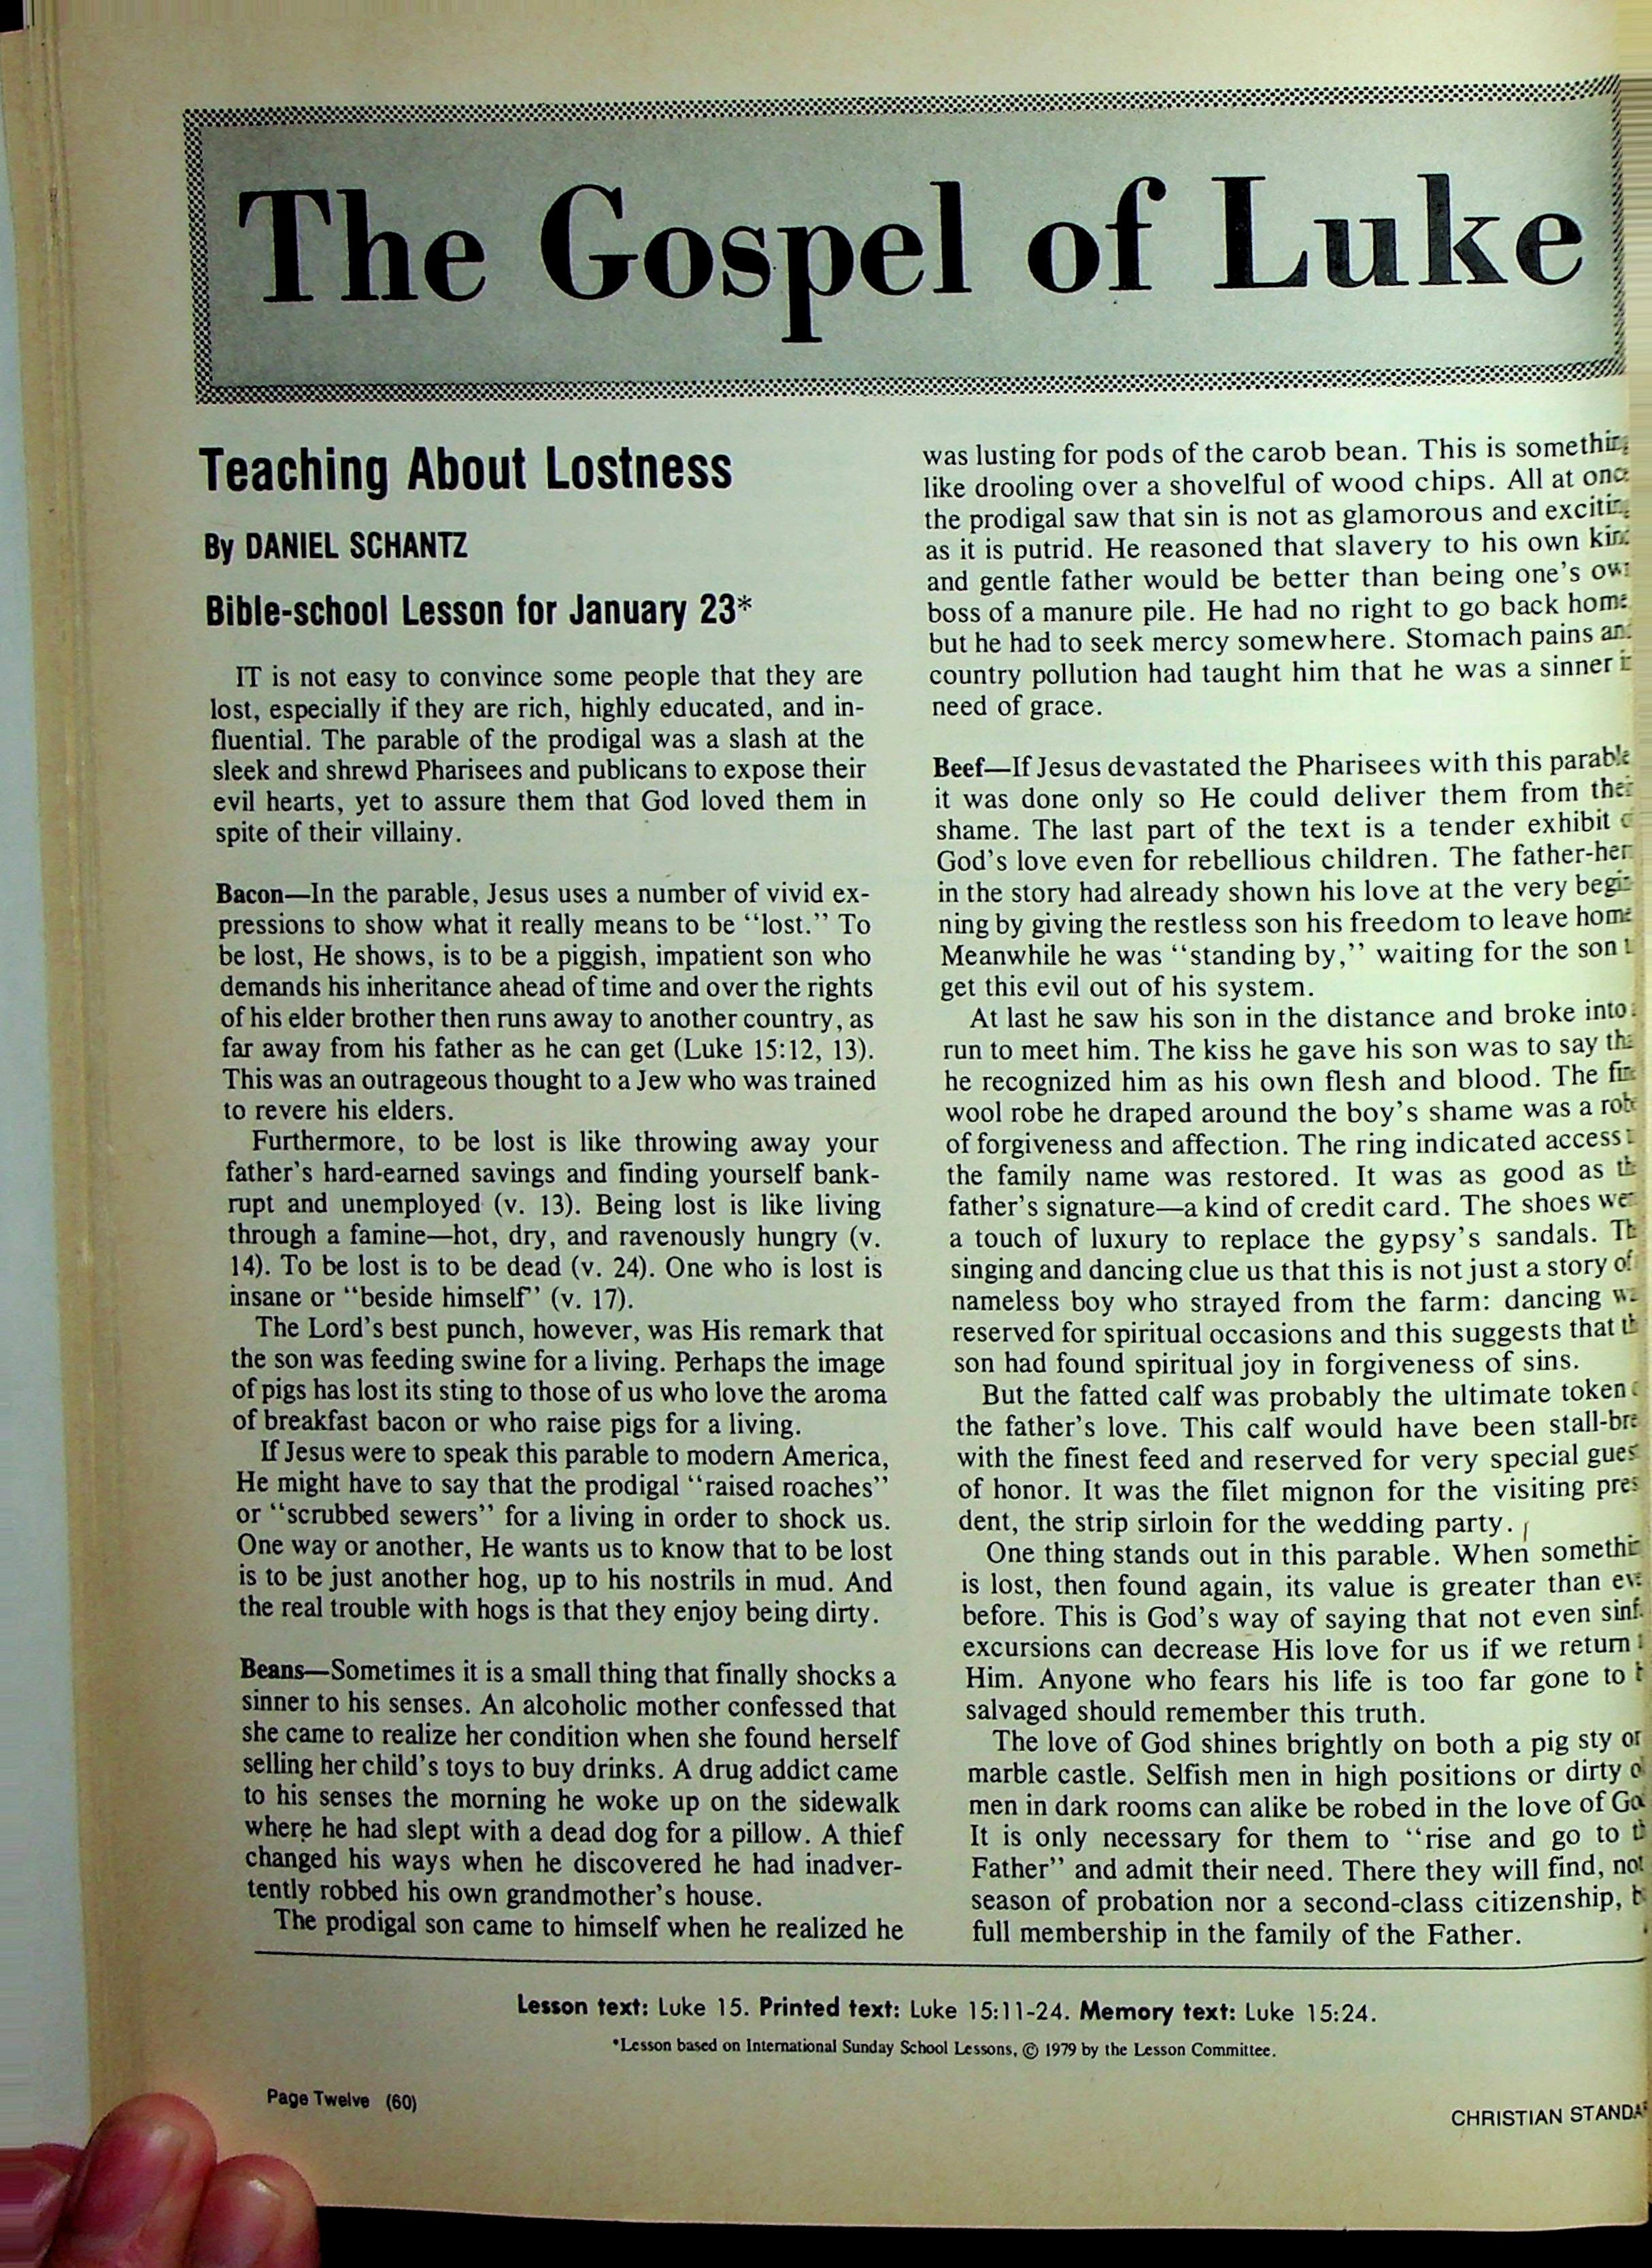 The Gospel of Luke
Teaching About Lostness
By DANIEL SCHANTZ
Bible-school Lesson for January 23*
IT is not easy to convince some people that they are
lost, especially if they are rich, highly educated, and in-
fluential. The parable of the prodigal was a slash at the
sleek and shrewd Pharisees and publicans to expose their
evil hearts, yet to assure them that God loved them in
spite of their villainy.
Bacon—In the parable, Jesus uses a number of vivid ex-
pressions to show what it really means to be “lost.” To
be lost, He shows, is to be a piggish, impatient son who
demands his inheritance ahead of time and over the rights
of his elder brother then runs away to another country, as
far away from his father as he can get (Luke 15:12, 13).
This was an outrageous thought to a Jew who was trained
to revere his elders.
Furthermore, to be lost is like throwing away your
father’s hard-earned savings and finding yourself bank-
rupt and unemployed (v. 13). Being lost is like living
through a famine—hot, dry, and ravenously hungry (v.
14). To be lost is to be dead (v. 24). One who is lost is
insane or “beside himself” (v. 17).
The Lord’s best punch, however, was His remark that
the son was feeding swine for a living. Perhaps the image
of pigs has lost its sting to those of us who love the aroma
of breakfast bacon or who raise pigs for a living.
If Jesus were to speak this parable to modern America,
He might have to say that the prodigal “raised roaches”
or “scrubbed sewers” for a living in order to shock us.
One way or another, He wants us to know that to be lost
is to be just another hog, up to his nostrils in mud. And
the real trouble with hogs is that they enjoy being dirty.
Beans—Sometimes it is a small thing that finally shocks a
sinner to his senses. An alcoholic mother confessed that
she came to realize her condition when she found herself
selling her child’s toys to buy drinks. A drug addict came
to his senses the morning he woke up on the sidewalk
where he had slept with a dead dog for a pillow. A thief
changed his ways when he discovered he had inadver-
tently robbed his own grandmother’s house.
The prodigal son came to himself when he realized he
was lusting for pods of the carob bean. This is something
like drooling over a shovelful of wood chips. All at once
the prodigal saw that sin is not as glamorous and exciting
as it is putrid. He reasoned that slavery to his own kind
and gentle father would be better than being one’s own
boss of a manure pile. He had no right to go back home
but he had to seek mercy somewhere. Stomach pains and
country pollution had taught him that he was a sinner in
need of grace.
Beef—If Jesus devastated the Pharisees with this parable
it was done only so He could deliver them from their
shame. The last part of the text is a tender exhibit
God’s love even for rebellious children. The father-hero
in the story had already shown his love at the very begin-
ning by giving the restless son his freedom to leave home
Meanwhile he was “standing by,” waiting for the son
get this evil out of his system.
At last he saw his son in the distance and broke into
run to meet him. The kiss he gave his son was to say that
he recognized him as his own flesh and blood. The fine
wool robe he draped around the boy’s shame was a robe
of forgiveness and affection. The ring indicated access
the family name was restored. It was as good as the
father’s signature—a kind of credit card. The shoes were
a touch of luxury to replace the gypsy’s sandals. The
singing and dancing clue us that this is not just a story of
nameless boy who strayed from the farm: dancing was
reserved for spiritual occasions and this suggests that the
son had found spiritual joy in forgiveness of sins.
But the fatted calf was probably the ultimate token
the father’s love. This calf would have been stall-bred
with the finest feed and reserved for very special guests
of honor. It was the filet mignon for the visiting presi-
dent, the strip sirloin for the wedding party.
One thing stands out in this parable. When something
is lost, then found again, its value is greater than ever
before. This is God’s way of saying that not even sinful
excursions can decrease His love for us if we return
Him. Anyone who fears his life is too far gone to
salvaged should remember this truth.
The love of God shines brightly on both a pig sty or
marble castle. Selfish men in high positions or dirty
men in dark rooms can alike be robed in the love of God
It is only necessary for them to “rise and go to the
Father” and admit their need. There they will find, not
season of probation nor a second-class citizenship,
full membership in the family of the Father.
Lesson text: Luke 15. Printed text: Luke 15:11-24. Memory text: Luke 15:24.
*Lesson based on International Sunday School Lessons, © 1979 by the Lesson Committee.
Page Twelve (60)
CHRISTIAN STANDA